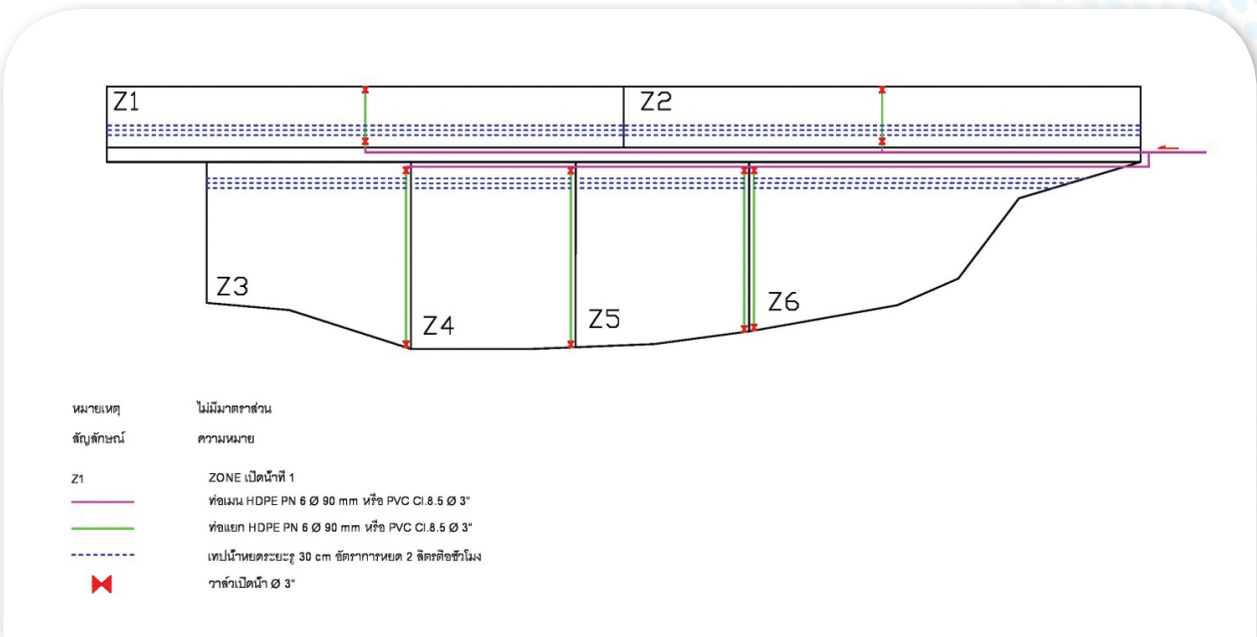 Z1
Z2
Z3
Z4
Z5
Z6
หมายเหตุ ไม่มีมาตราส่วน
สัญลักษณ์ ความหมาย
Z1 ZONE เปิดน้ำที่ 1
ท่อเมน HDPE PN 6 Ø 90 mm หรือ PVC Cl.8.5 Ø 3"
ท่อแยก HDPE PN 6 Ø 90 mm หรือ PVC Cl.8.5 Ø 3"
เทปน้ำหยดระยะรู 30 cm อัตราการหยด 2 ลิตรต่อชั่วโมง
วาล์วเปิดน้ำ Ø 3"